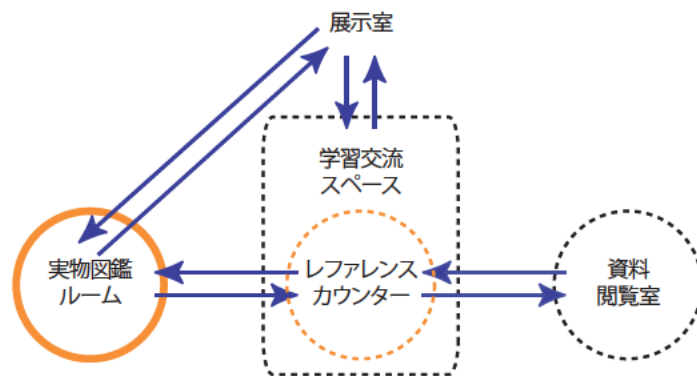 展示室
学習交流
スペース
実物図鑑
ルーム
レファレンス
カウンター
資料
閲覧室